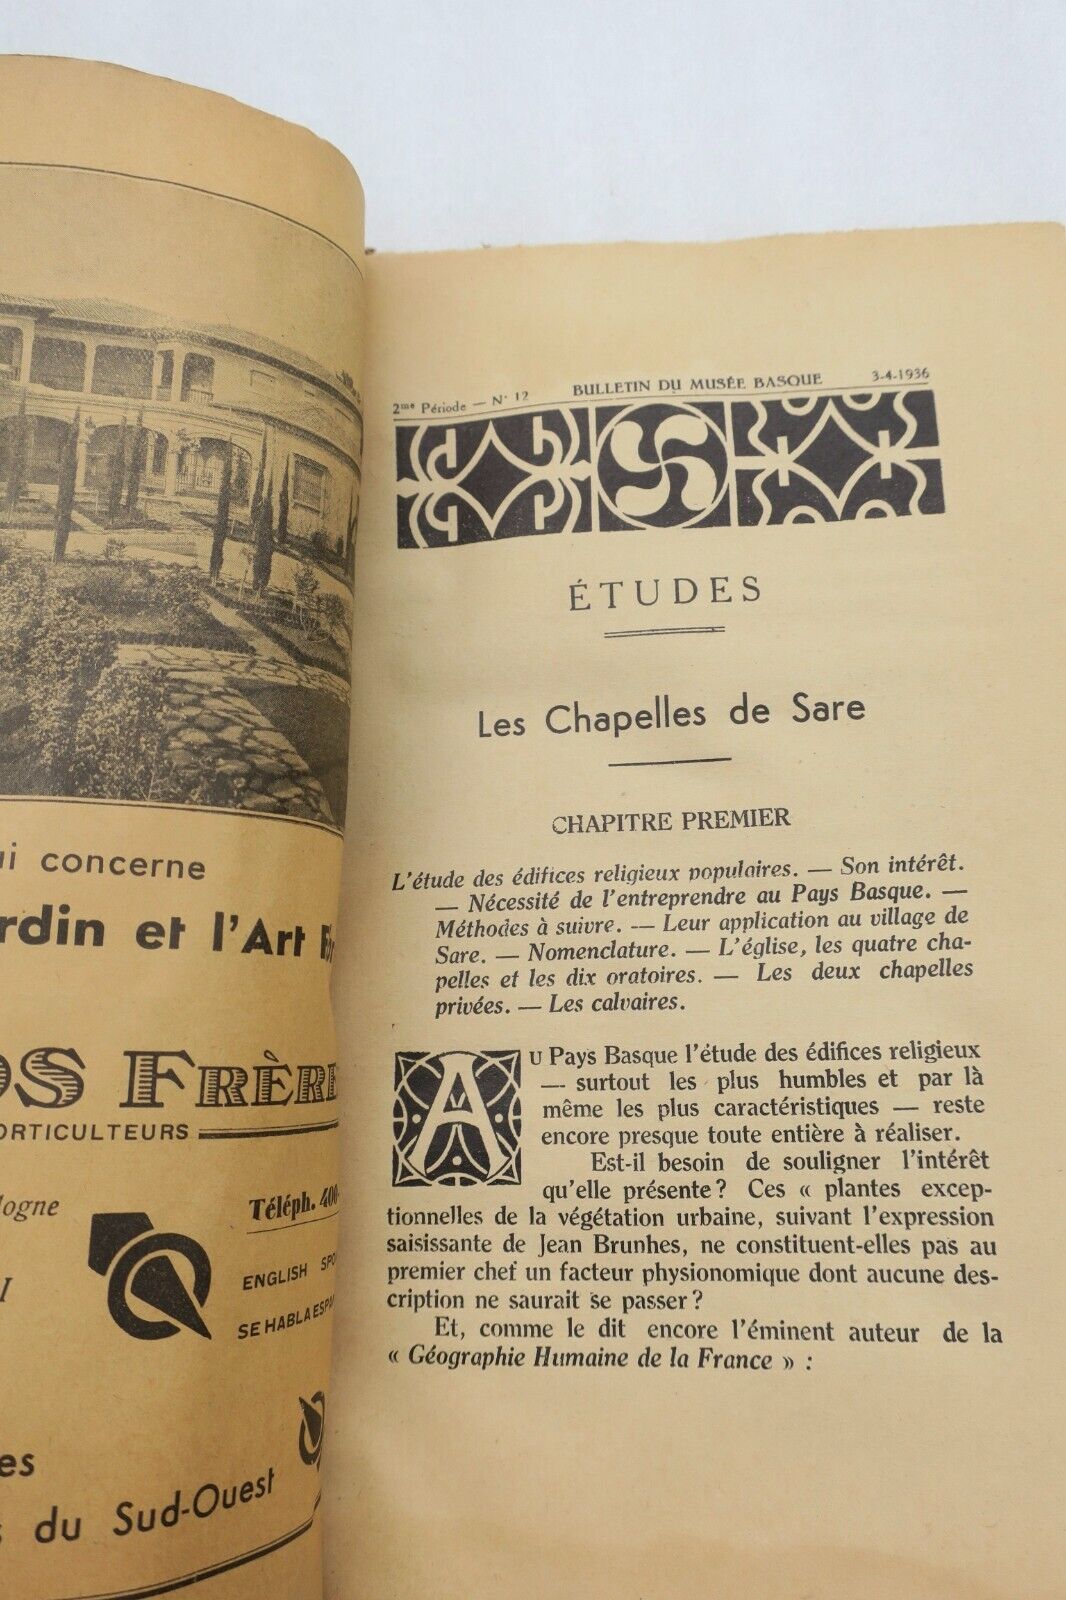 ui concerne
rdin et l'Art
OS FRÈRE
ORTICULTEURS
logne
Téléph. 400-
I
ENGLISH SPO
SE HABLA ESPA
es
s du Sud-Ouest
2me Période — N° 12 BULLETIN DU MUSÉE BASQUE 3-4-1936
ÉTUDES
Les Chapelles de Sare
CHAPITRE PREMIER
L'étude des édifices religieux populaires. — Son intérêt.
— Nécessité de l'entreprendre au Pays Basque. —
Méthodes à suivre. — Leur application au village de
Sare. — Nomenclature. — L'église, les quatre cha-
pelles et les dix oratoires. — Les deux chapelles
privées. — Les calvaires.
AU Pays Basque l'étude des édifices religieux
— surtout les plus humbles et par là
même les plus caractéristiques — reste
encore presque toute entière à réaliser.
Est-il besoin de souligner l'intérêt
qu'elle présente ? Ces « plantes excep-
tionnelles de la végétation urbaine, suivant l'expression
saisissante de Jean Brunhes, ne constituent-elles pas au
premier chef un facteur physionomique dont aucune des-
cription ne saurait se passer ?
Et, comme le dit encore l'éminent auteur de la
« Géographie Humaine de la France » :